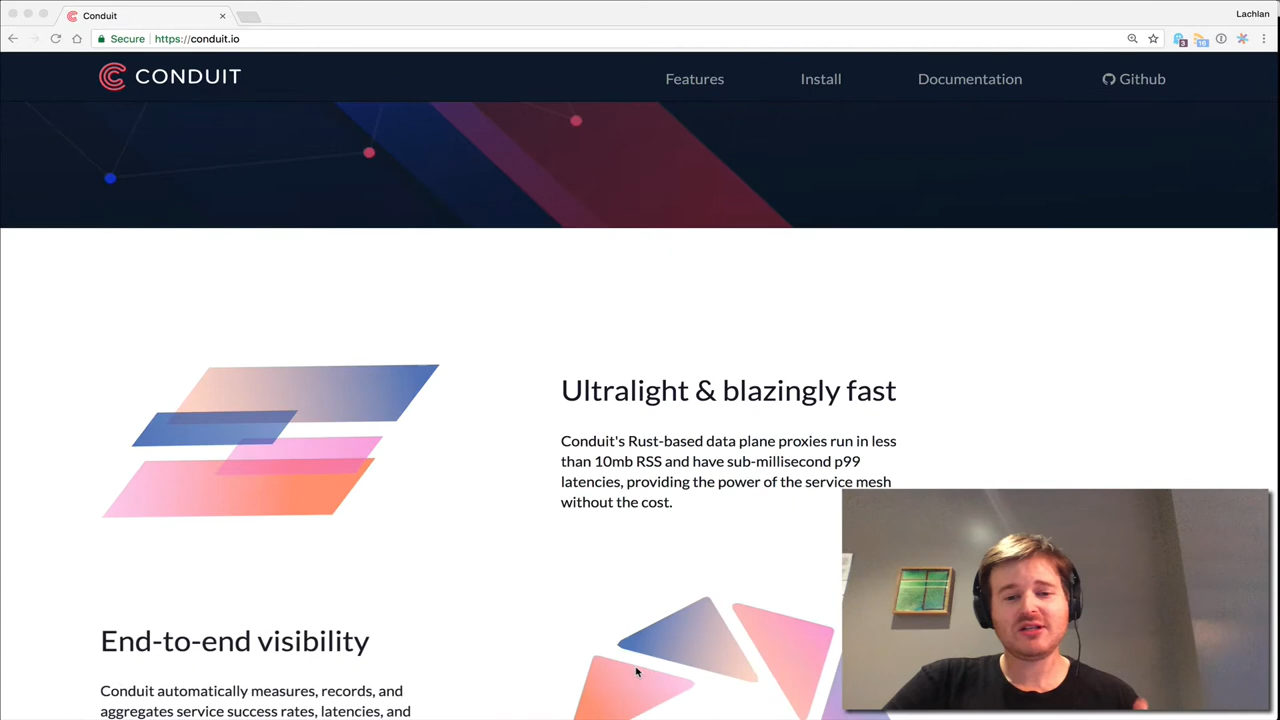 Conduit
Lachlan
Secure
https://conduit.io
3
18
CONDUIT
Features
Install
Documentation
Github
Ultralight & blazingly fast
Conduit's Rust-based data plane proxies run in less
than 10mb RSS and have sub-millisecond p99
latencies, providing the power of the service mesh
without the cost.
End-to-end visibility
Conduit automatically measures, records, and
aggregates service success rates, latencies, and